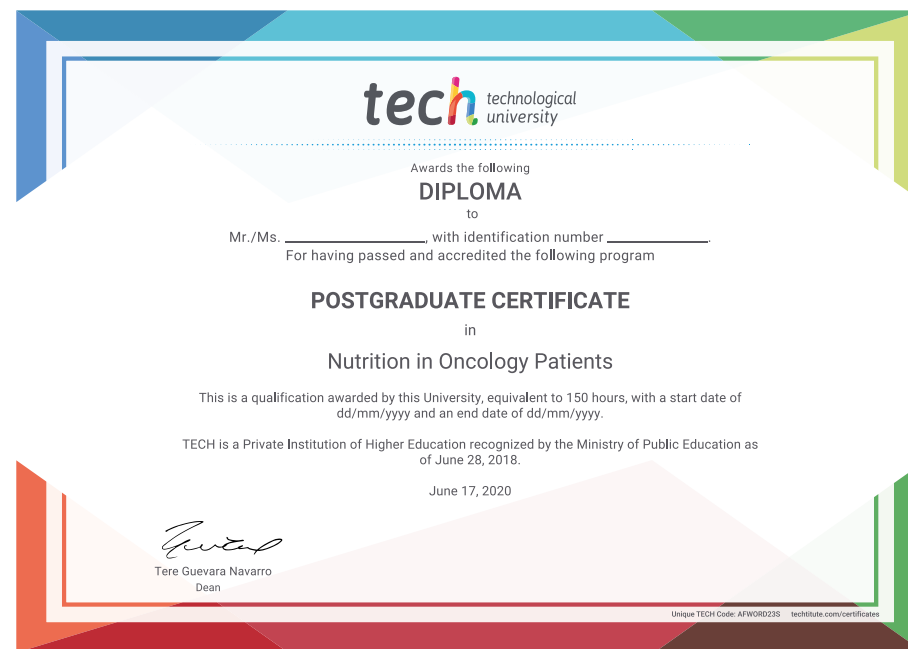 tech technological
university
Awards the following
DIPLOMA
to
Mr./Ms. ____________________, with identification number ______________.
For having passed and accredited the following program
POSTGRADUATE CERTIFICATE
in
Nutrition in Oncology Patients
This is a qualification awarded by this University, equivalent to 150 hours, with a start date of
dd/mm/yyyy and an end date of dd/mm/yyyy.
TECH is a Private Institution of Higher Education recognized by the Ministry of Public Education as
of June 28, 2018.
June 17, 2020
Tere Guevara Navarro
Dean
Unique TECH Code: AFWORD23S techtitute.com/certificates